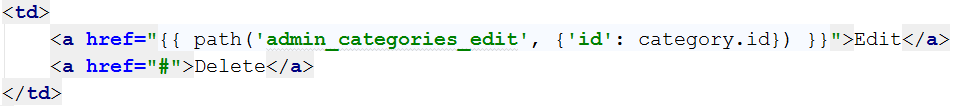 <td>
<a href="{{ path('admin_categories_edit', {'id': category.id}) }}">Edit</a>
<a href="#">Delete</a>
</td>